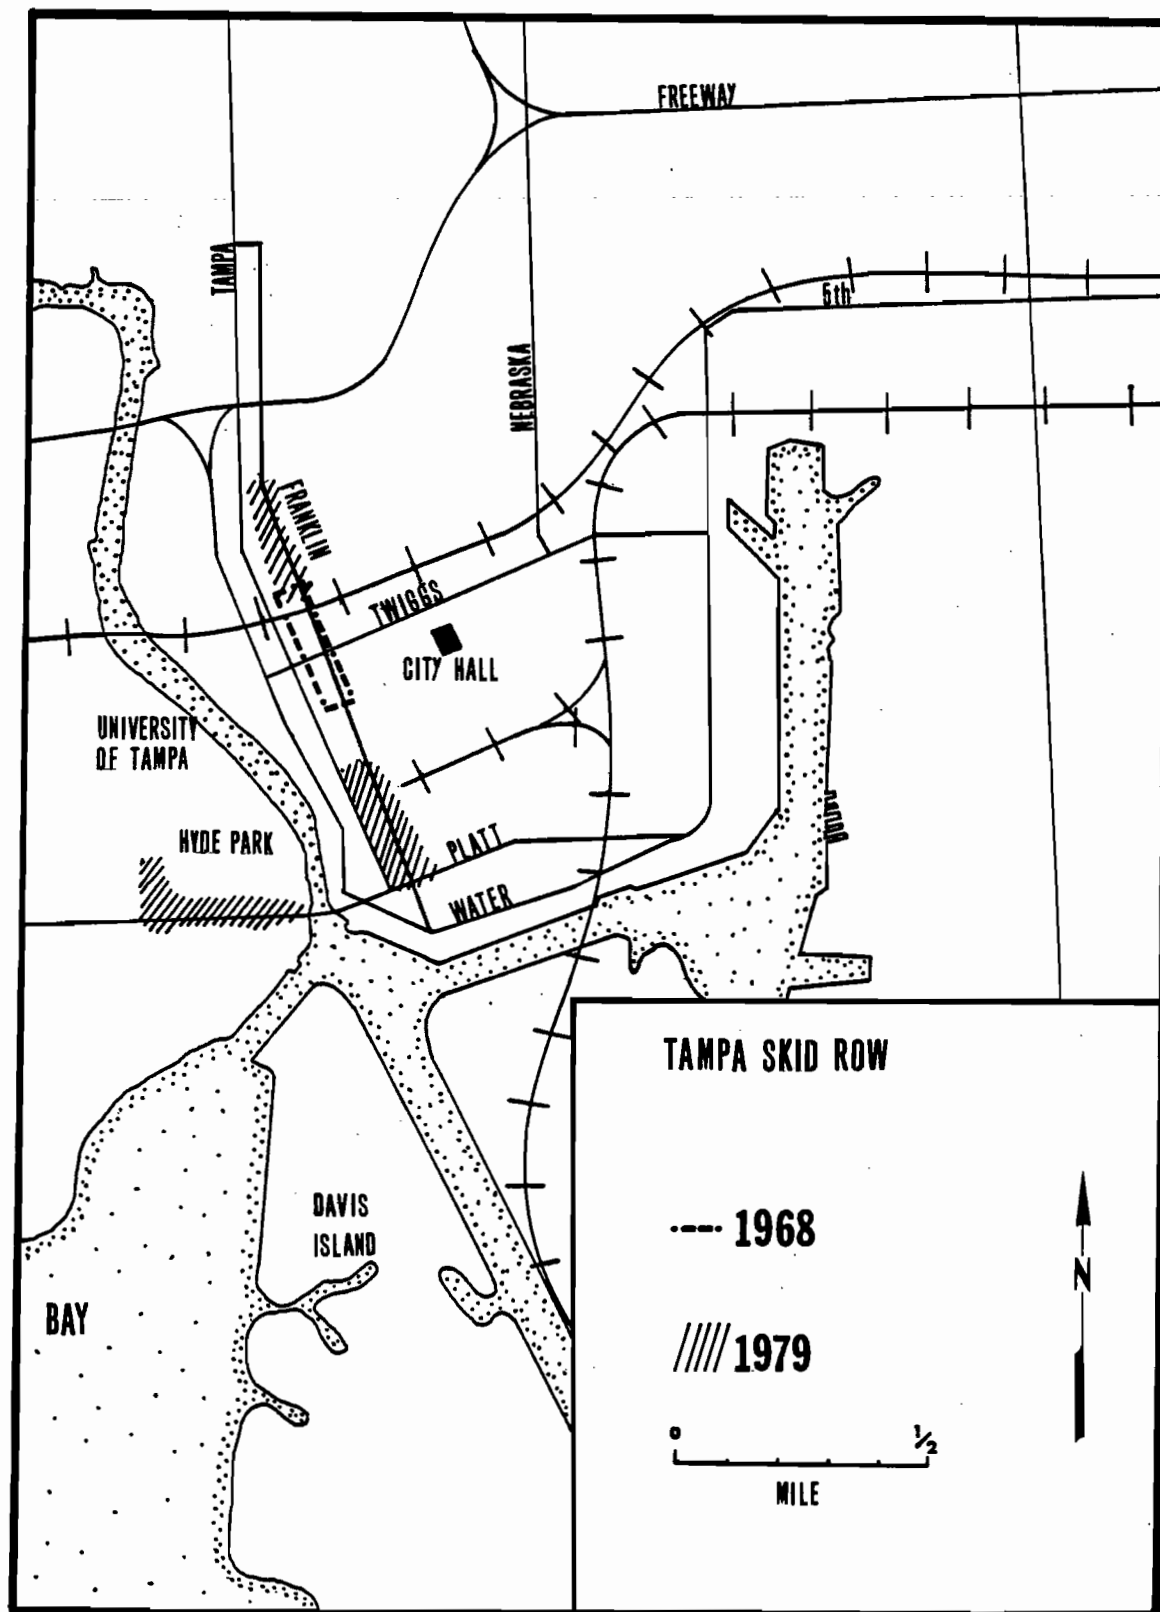 FREEWAY
TAMPA
5th
NEBRASKA
FRANKLIN
TWIGGS
CITY HALL
UNIVERSITY
OF TAMPA
HYDE PARK
PLATT
WATER
TAMPA SKID ROW
DAVIS
ISLAND
1968
N
BAY
1979
0 1/2
MILE